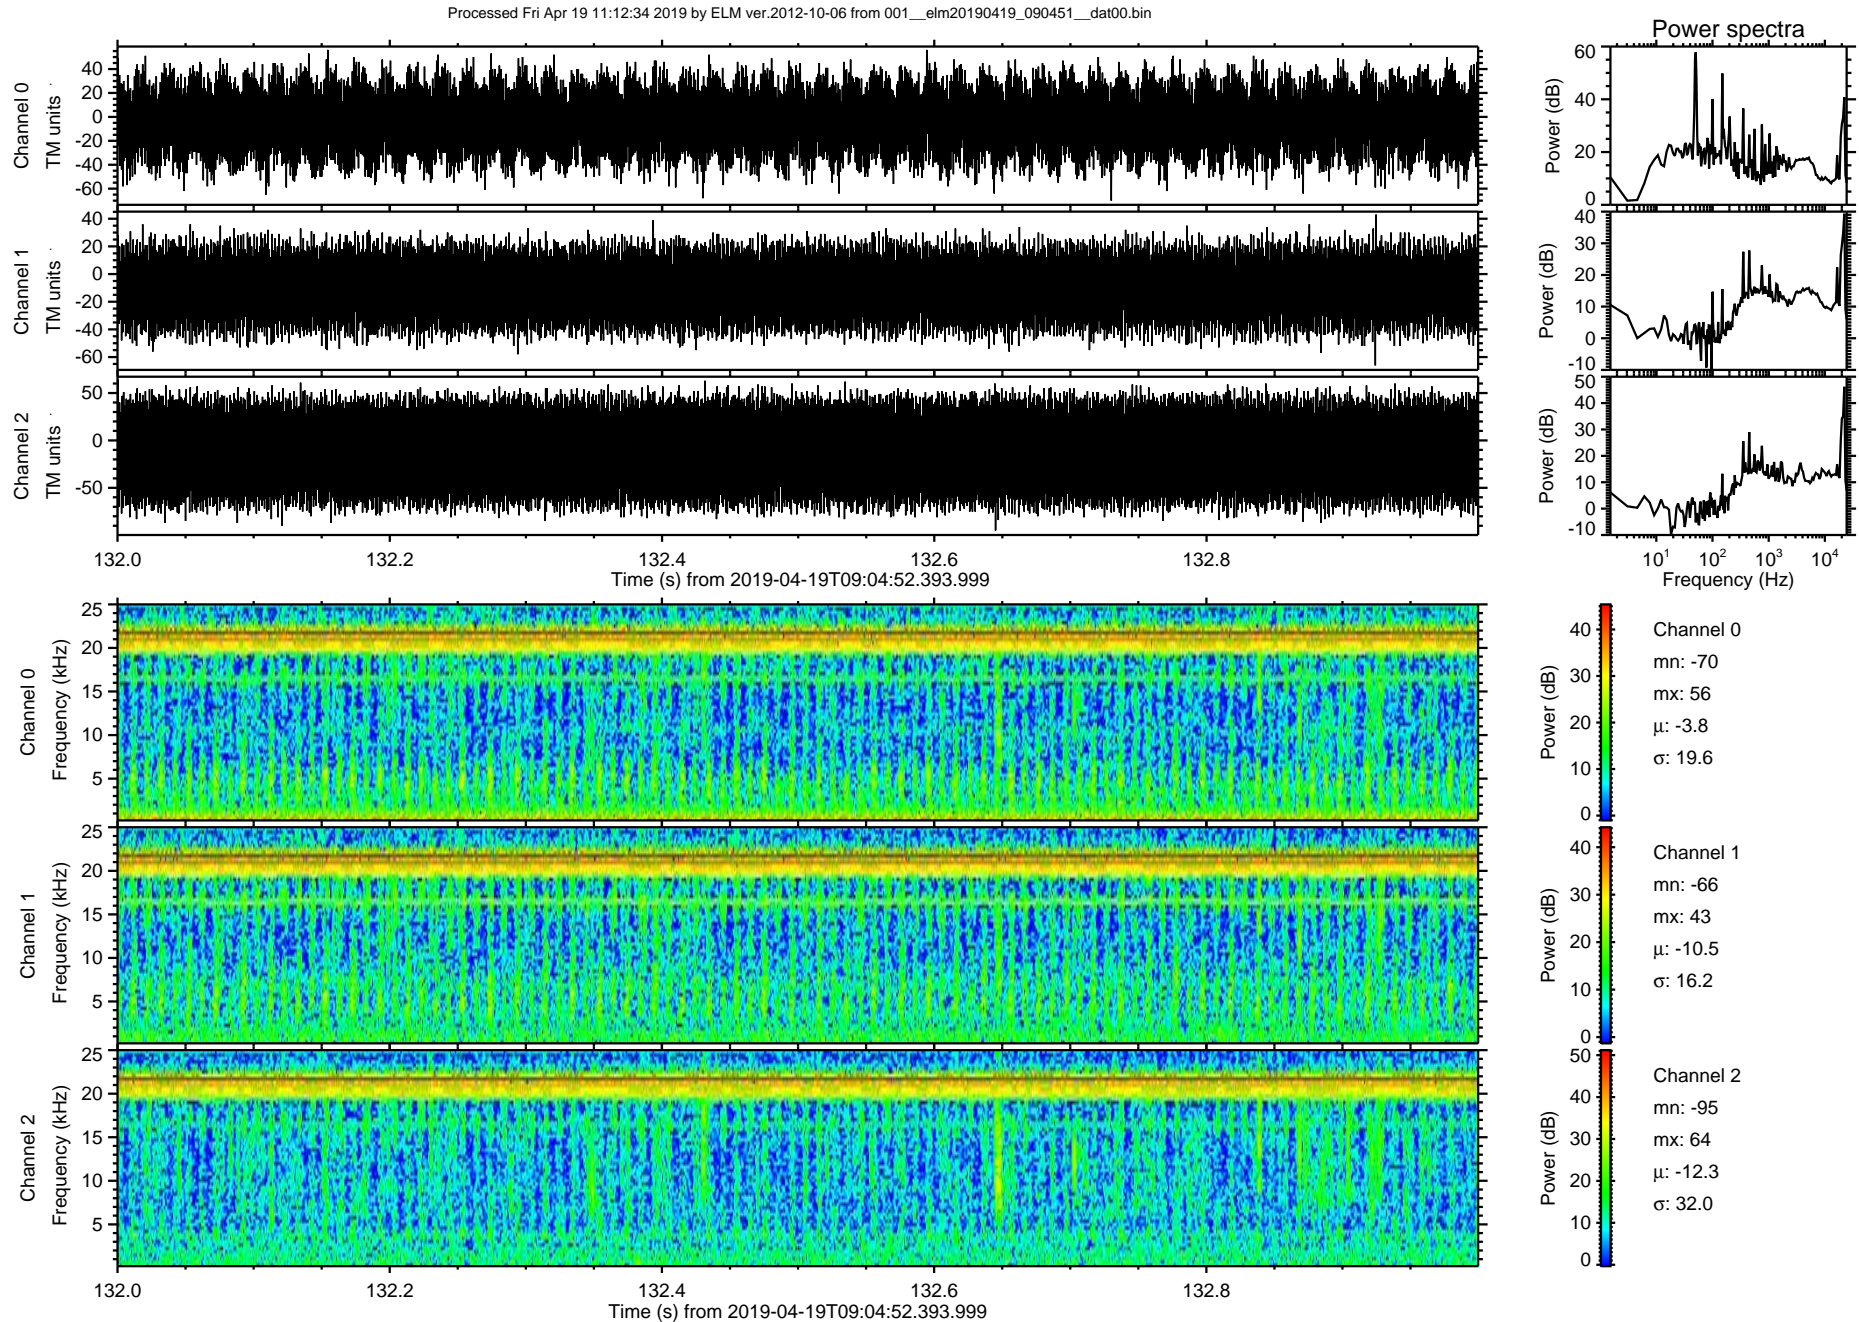 Processed Fri Apr 19 11:12:34 2019 by ELM ver.2012-10-06 from 001__elm20190419_090451__dat00.bin
Power spectra
Channel 0
TM units
40
20
0
-20
-40
-60
Power (dB)
60
40
20
0
Channel 1
TM units
40
20
0
-20
-40
-60
Power (dB)
40
30
20
10
0
-10
Channel 2
TM units
50
0
-50
Power (dB)
50
40
30
20
10
0
-10
132.0 132.2 132.4 132.6 132.8
Time (s) from 2019-04-19T09:04:52.393.999
10¹ 10² 10³ 10⁴
Frequency (Hz)
Channel 0
Frequency (kHz)
25
20
15
10
5
Power (dB)
40
30
20
10
0
Channel 0
mn: -70
mx: 56
µ: -3.8
σ: 19.6
Channel 1
Frequency (kHz)
25
20
15
10
5
Power (dB)
40
30
20
10
0
Channel 1
mn: -66
mx: 43
µ: -10.5
σ: 16.2
Channel 2
Frequency (kHz)
25
20
15
10
5
Power (dB)
50
40
30
20
10
0
Channel 2
mn: -95
mx: 64
µ: -12.3
σ: 32.0
132.0 132.2 132.4 132.6 132.8
Time (s) from 2019-04-19T09:04:52.393.999